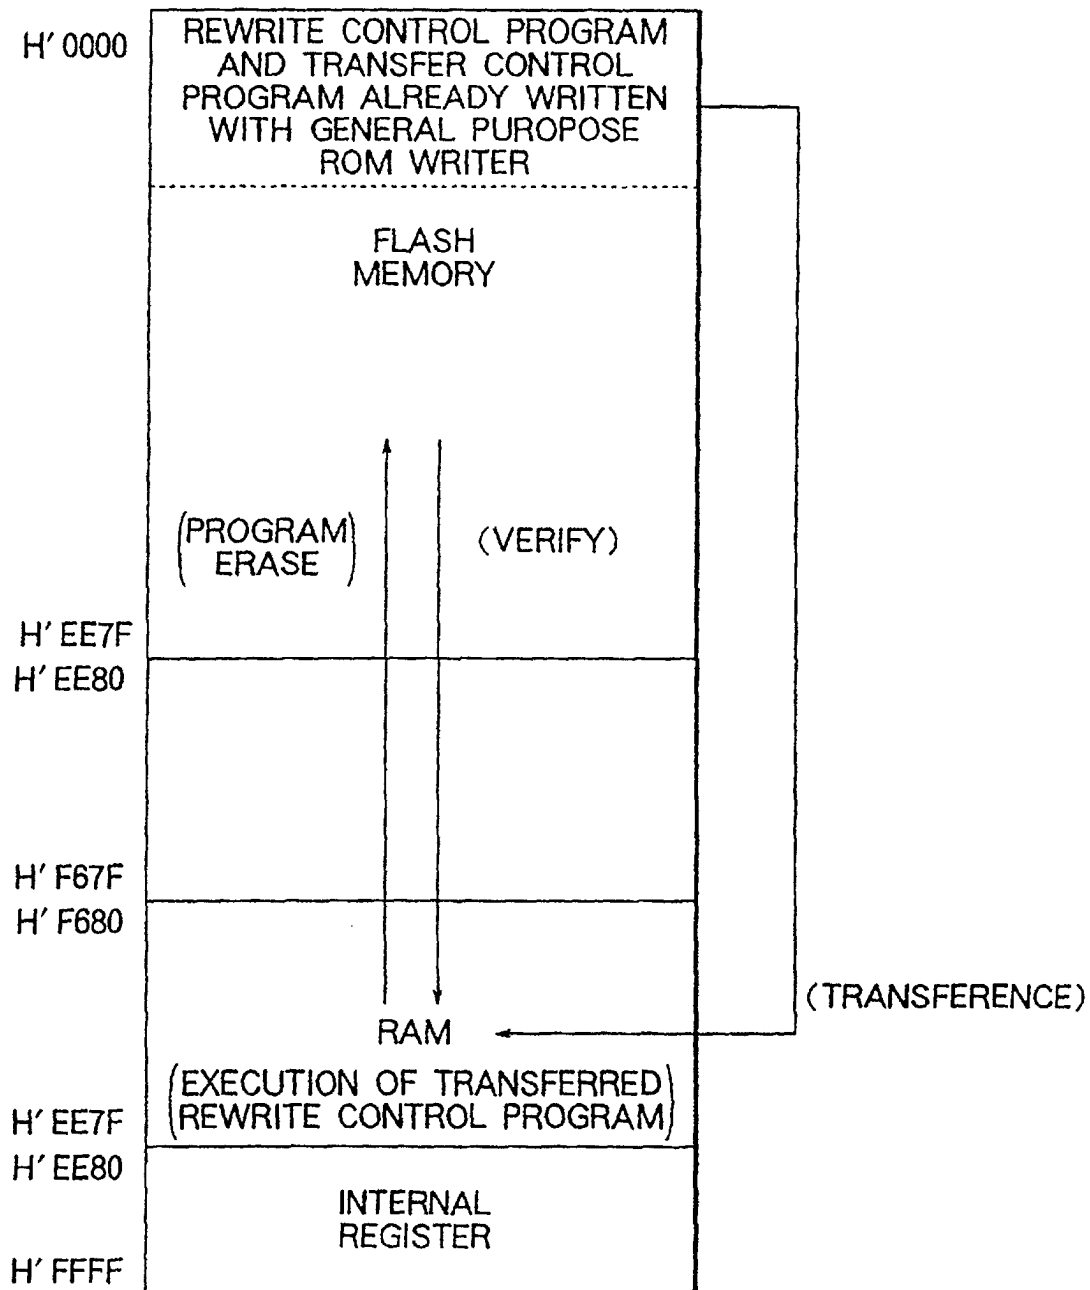 H' 0000
REWRITE CONTROL PROGRAM
AND TRANSFER CONTROL
PROGRAM ALREADY WRITTEN
WITH GENERAL PUROPOSE
ROM WRITER
FLASH
MEMORY
(PROGRAM
ERASE)
(VERIFY)
H' EE7F
H' EE80
H' F67F
H' F680
(TRANSFERENCE)
RAM
(EXECUTION OF TRANSFERRED
REWRITE CONTROL PROGRAM)
H' EE7F
H' EE80
INTERNAL
REGISTER
H' FFFF